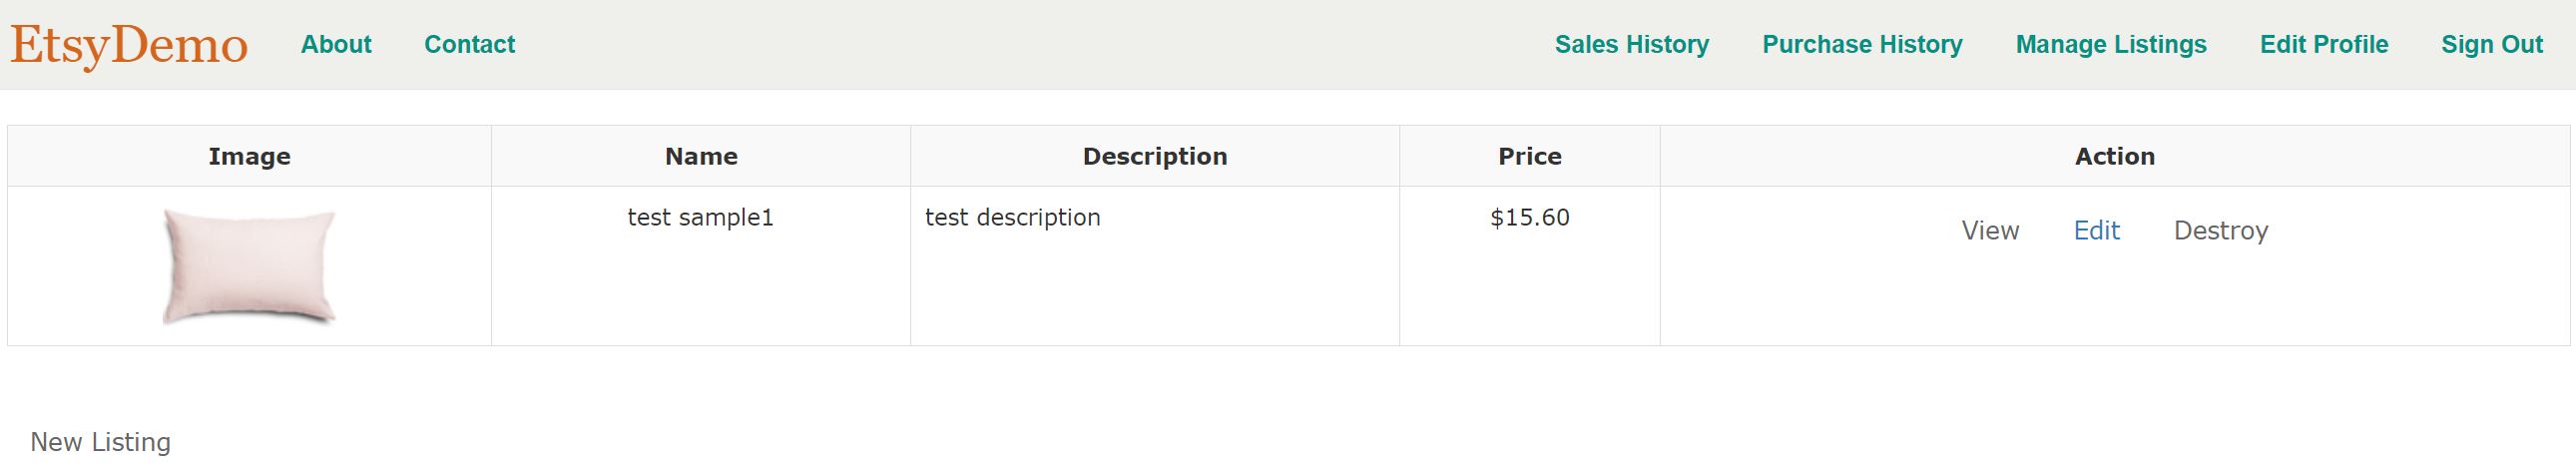 EtsyDemo About Contact Sales History Purchase History Manage Listings Edit Profile Sign Out
Image Name Description Price Action
test sample1 test description $15.60 View Edit Destroy
New Listing